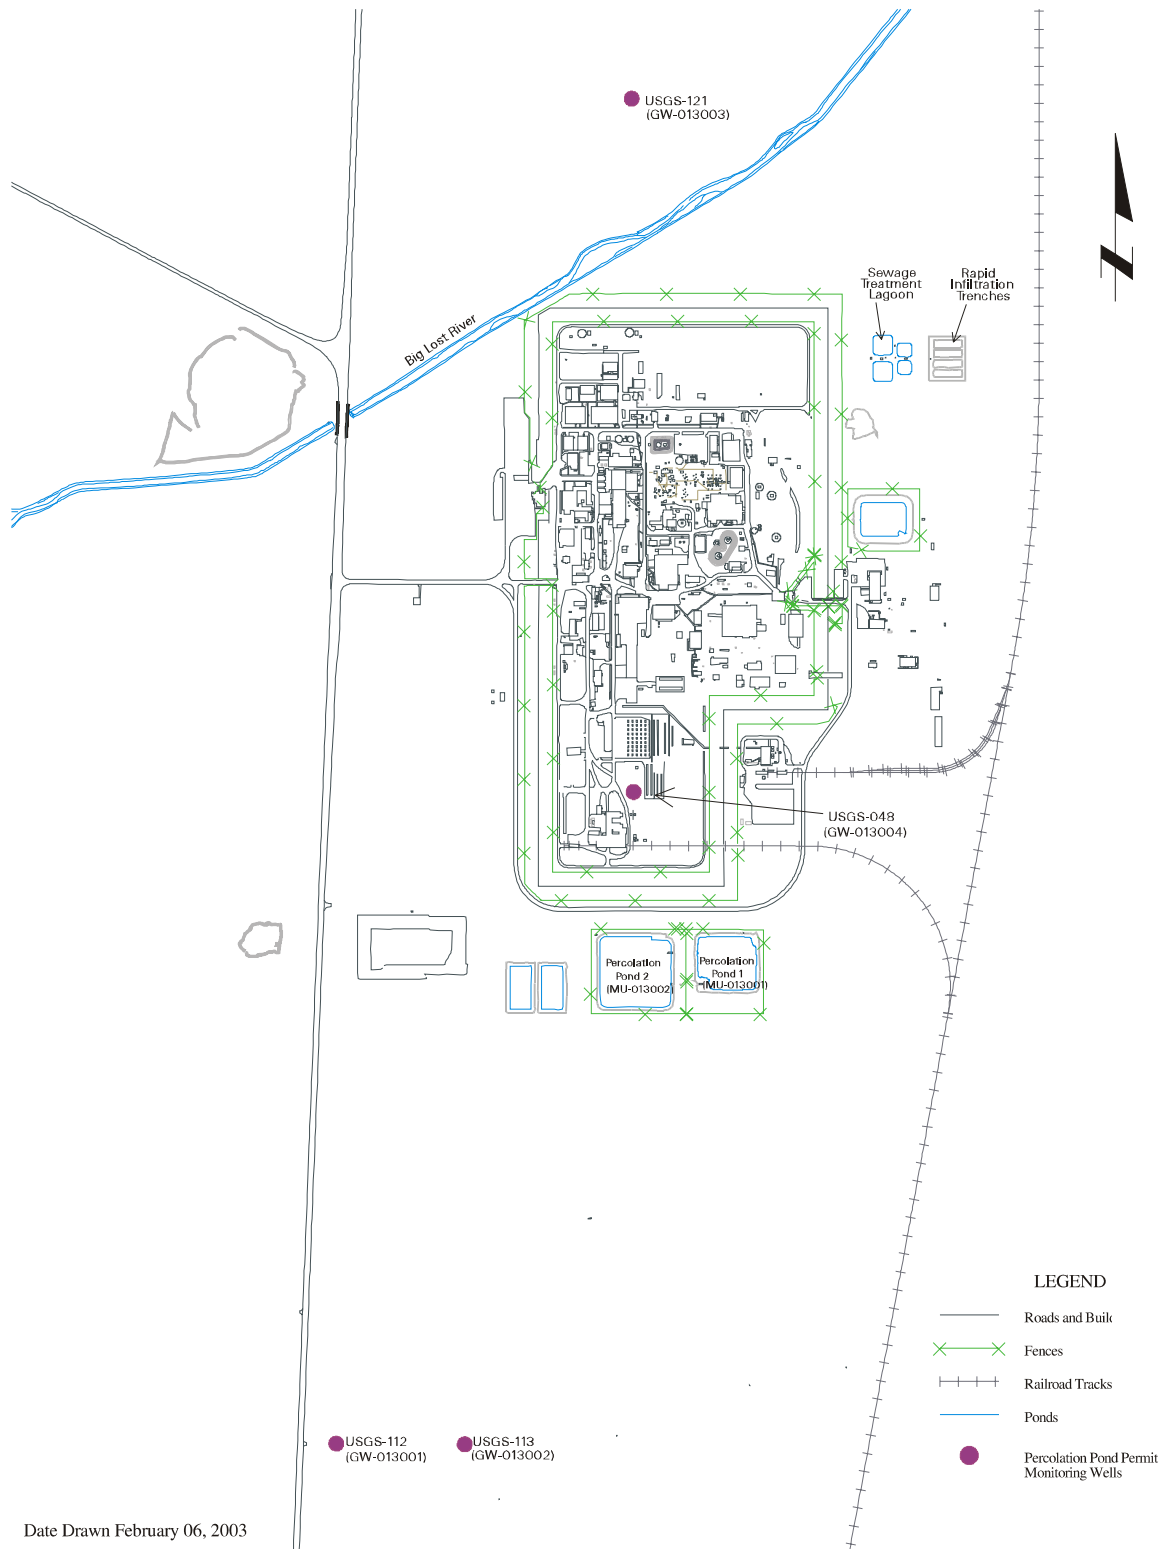 USGS-121
(GW-013003)
Sewage
Treatment
Lagoon
Rapid
Infiltration
Trenches
Big Lost River
USGS-048
(GW-013004)
Percolation
Pond 2
(MU-013002)
Percolation
Pond 1
(MU-013001)
LEGEND
Roads and Buil
Fences
Railroad Tracks
Ponds
Percolation Pond Permit
Monitoring Wells
USGS-112
(GW-013001)
USGS-113
(GW-013002)
Date Drawn February 06, 2003